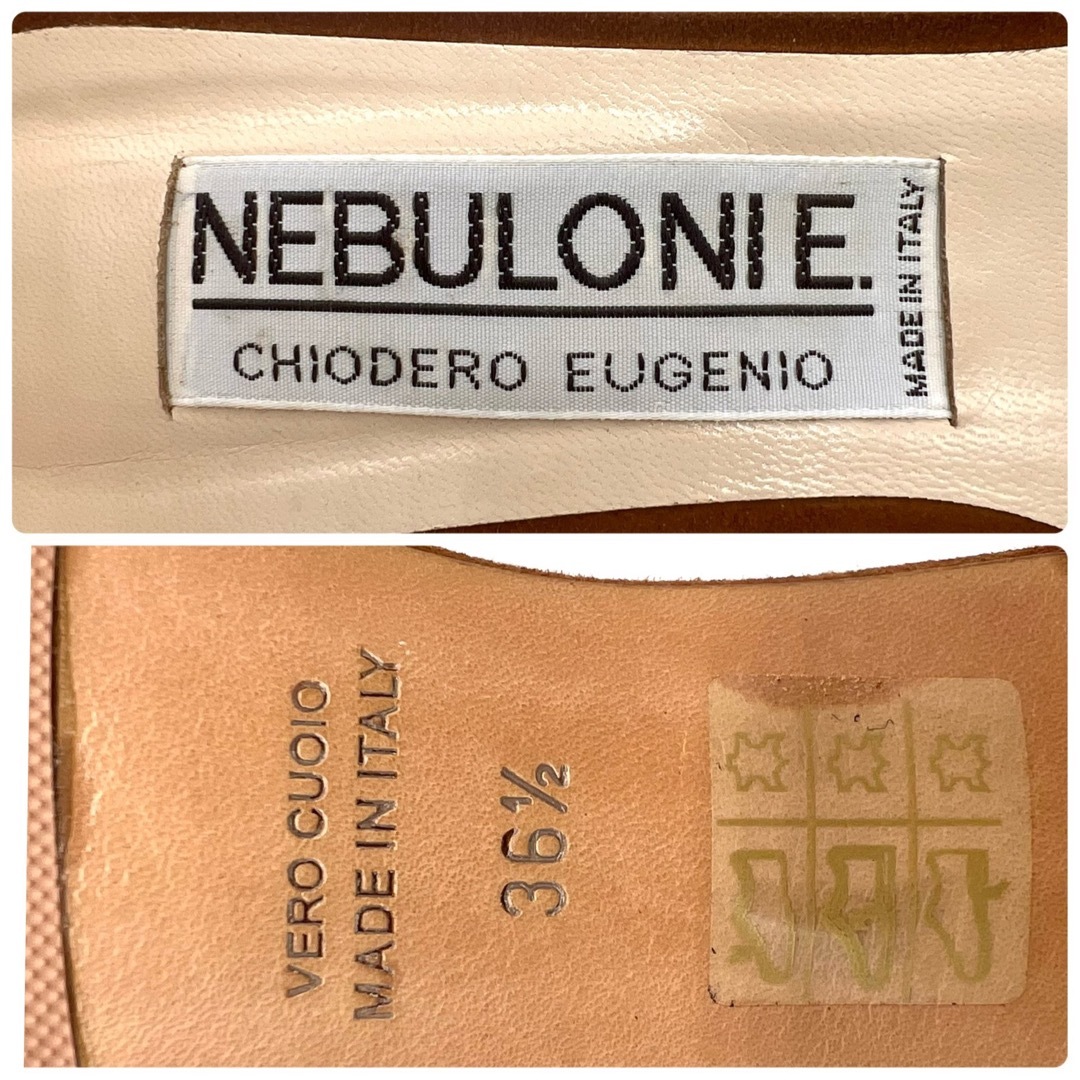 NEBULONI E.
CHIODERO EUGENIO
MADE IN ITALY
VERO CUOIO
MADE IN ITALY
36½